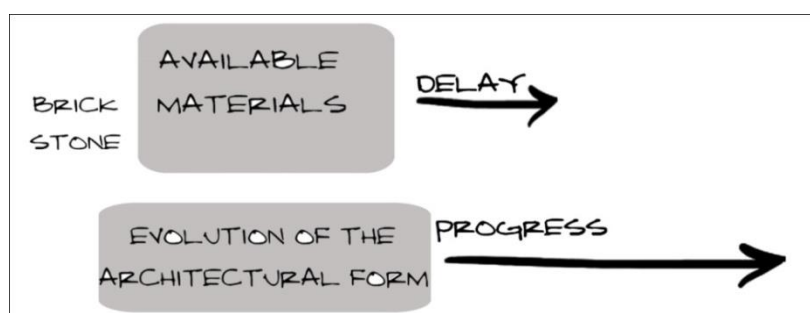 AVAILABLE
MATERIALS
BRICK
STONE
DELAY
EVOLUTION OF THE
ARCHITECTURAL FORM
PROGRESS